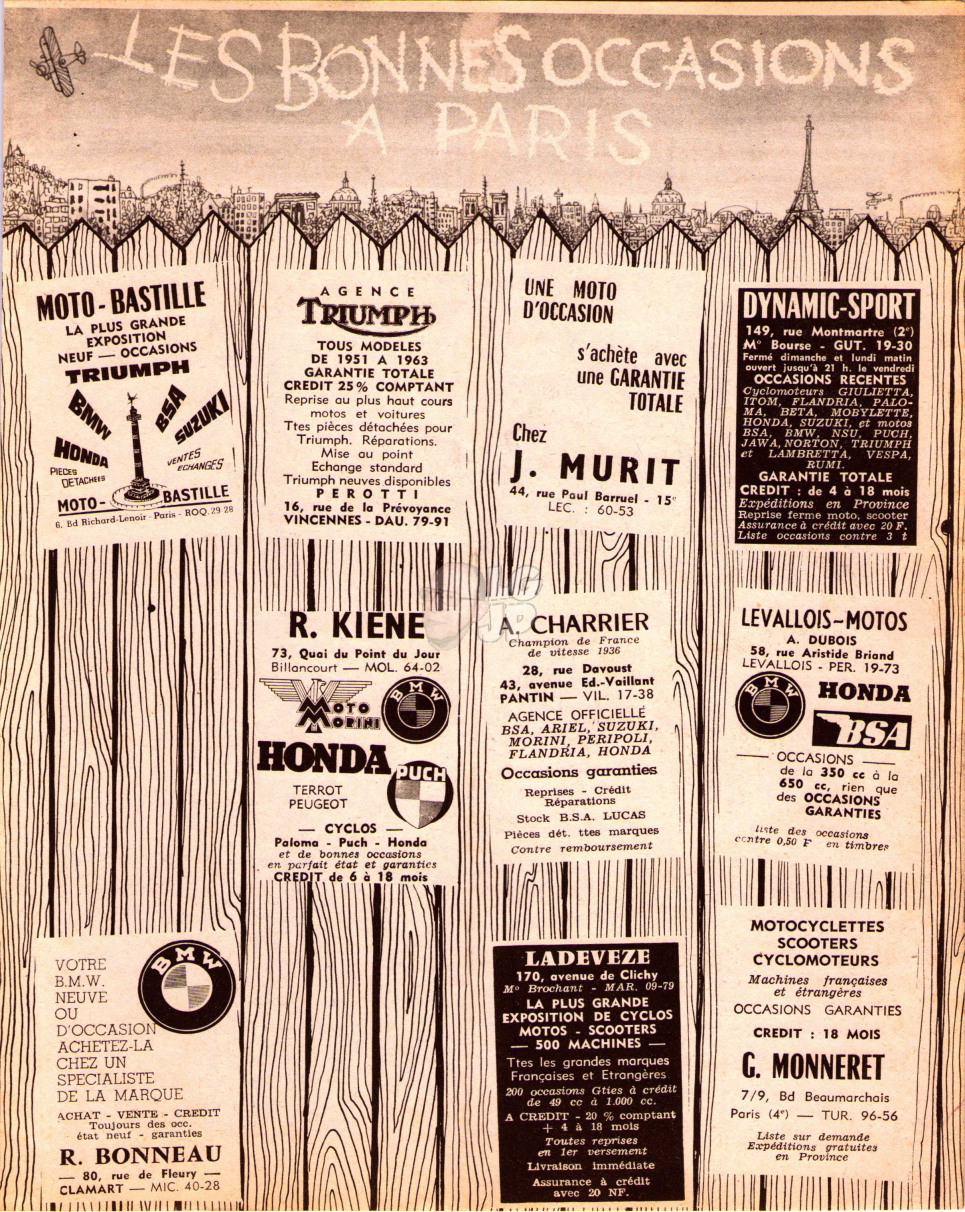 LES BONNES OCCASIONS
A PARIS
MOTO-BASTILLE
LA PLUS GRANDE
EXPOSITION
NEUF — OCCASIONS
TRIUMPH
BMW
BSA
SUZUKI
HONDA
PIECES
DETACHEES
VENTES
ECHANGES
MOTO-BASTILLE
6, Bd Richard-Lenoir - Paris - ROQ. 29 28
AGENCE
TRIUMPH
TOUS MODELES
DE 1951 A 1963
GARANTIE TOTALE
CREDIT 25 % COMPTANT
Reprise au plus haut cours
motos et voitures
Ttes pièces détachées pour
Triumph. Réparations.
Mise au point
Echange standard
Triumph neuves disponibles
PEROTTI
16, rue de la Prévoyance
VINCENNES - DAU. 79-91
UNE MOTO
D'OCCASION
s'achète avec
une GARANTIE
TOTALE
Chez
J. MURIT
44, rue Paul Barruel - 15e
LEC. : 60-53
DYNAMIC-SPORT
149, rue Montmartre (2e)
Mo Bourse - GUT. 19-30
Fermé dimanche et lundi matin
ouvert jusqu'à 21 h. le vendredi
OCCASIONS RECENTES
Cyclomoteurs GIULIETTA,
ITOM, FLANDRIA, PALO-
MA, BETA, MOBYLETTE,
HONDA, SUZUKI, et motos
BSA, BMW, NSU, PUCH,
JAWA, NORTON, TRIUMPH
et LAMBRETTA, VESPA,
RUMI.
GARANTIE TOTALE
CREDIT : de 4 à 18 mois
Expéditions en Province
Reprise ferme moto, scooter
Assurance à crédit avec 20 F.
Liste occasions contre 3 t
LC
JB
R. KIENE
73, Quai du Point du Jour
Billancourt — MOL. 64-02
MOTO
MORINI
BMW
HONDA
PUCH
TERROT
PEUGEOT
— CYCLOS —
Paloma - Puch - Honda
et de bonnes occasions
en parfait état et garanties
CREDIT de 6 à 18 mois
A. CHARRIER
Champion de France
de vitesse 1936
28, rue Davoust
43, avenue Ed.-Vaillant
PANTIN — VIL. 17-38
AGENCE OFFICIELLE
BSA, ARIEL, SUZUKI,
MORINI, PERIPOLI,
FLANDRIA, HONDA
Occasions garanties
Reprises - Crédit
Réparations
Stock B.S.A. LUCAS
Pièces dét. ttes marques
Contre remboursement
LEVALLOIS-MOTOS
A. DUBOIS
58, rue Aristide Briand
LEVALLOIS - PER. 19-73
BMW
HONDA
BSA
— OCCASIONS —
de la 350 cc à la
650 cc, rien que
des OCCASIONS
GARANTIES
liste des occasions
contre 0,50 F en timbres
VOTRE
B.M.W.
NEUVE
OU
D'OCCASION
ACHETEZ-LA
CHEZ UN
SPECIALISTE
DE LA MARQUE
BMW
ACHAT - VENTE - CREDIT
Toujours des occ.
état neuf - garanties
R. BONNEAU
— 80, rue de Fleury —
CLAMART — MIC. 40-28
LADEVEZE
170, avenue de Clichy
Mo Brochant - MAR. 09-79
LA PLUS GRANDE
EXPOSITION DE CYCLOS
MOTOS - SCOOTERS
— 500 MACHINES —
Ttes les grandes marques
Françaises et Etrangères
200 occasions Gties à crédit
de 49 cc à 1.000 cc.
A CREDIT - 20 % comptant
+ 4 à 18 mois
Toutes reprises
en 1er versement
Livraison immédiate
Assurance à crédit
avec 20 NF.
MOTOCYCLETTES
SCOOTERS
CYCLOMOTEURS
Machines françaises
et étrangères
OCCASIONS GARANTIES
CREDIT : 18 MOIS
G. MONNERET
7/9, Bd Beaumarchais
Paris (4e) — TUR. 96-56
Liste sur demande
Expéditions gratuites
en Province